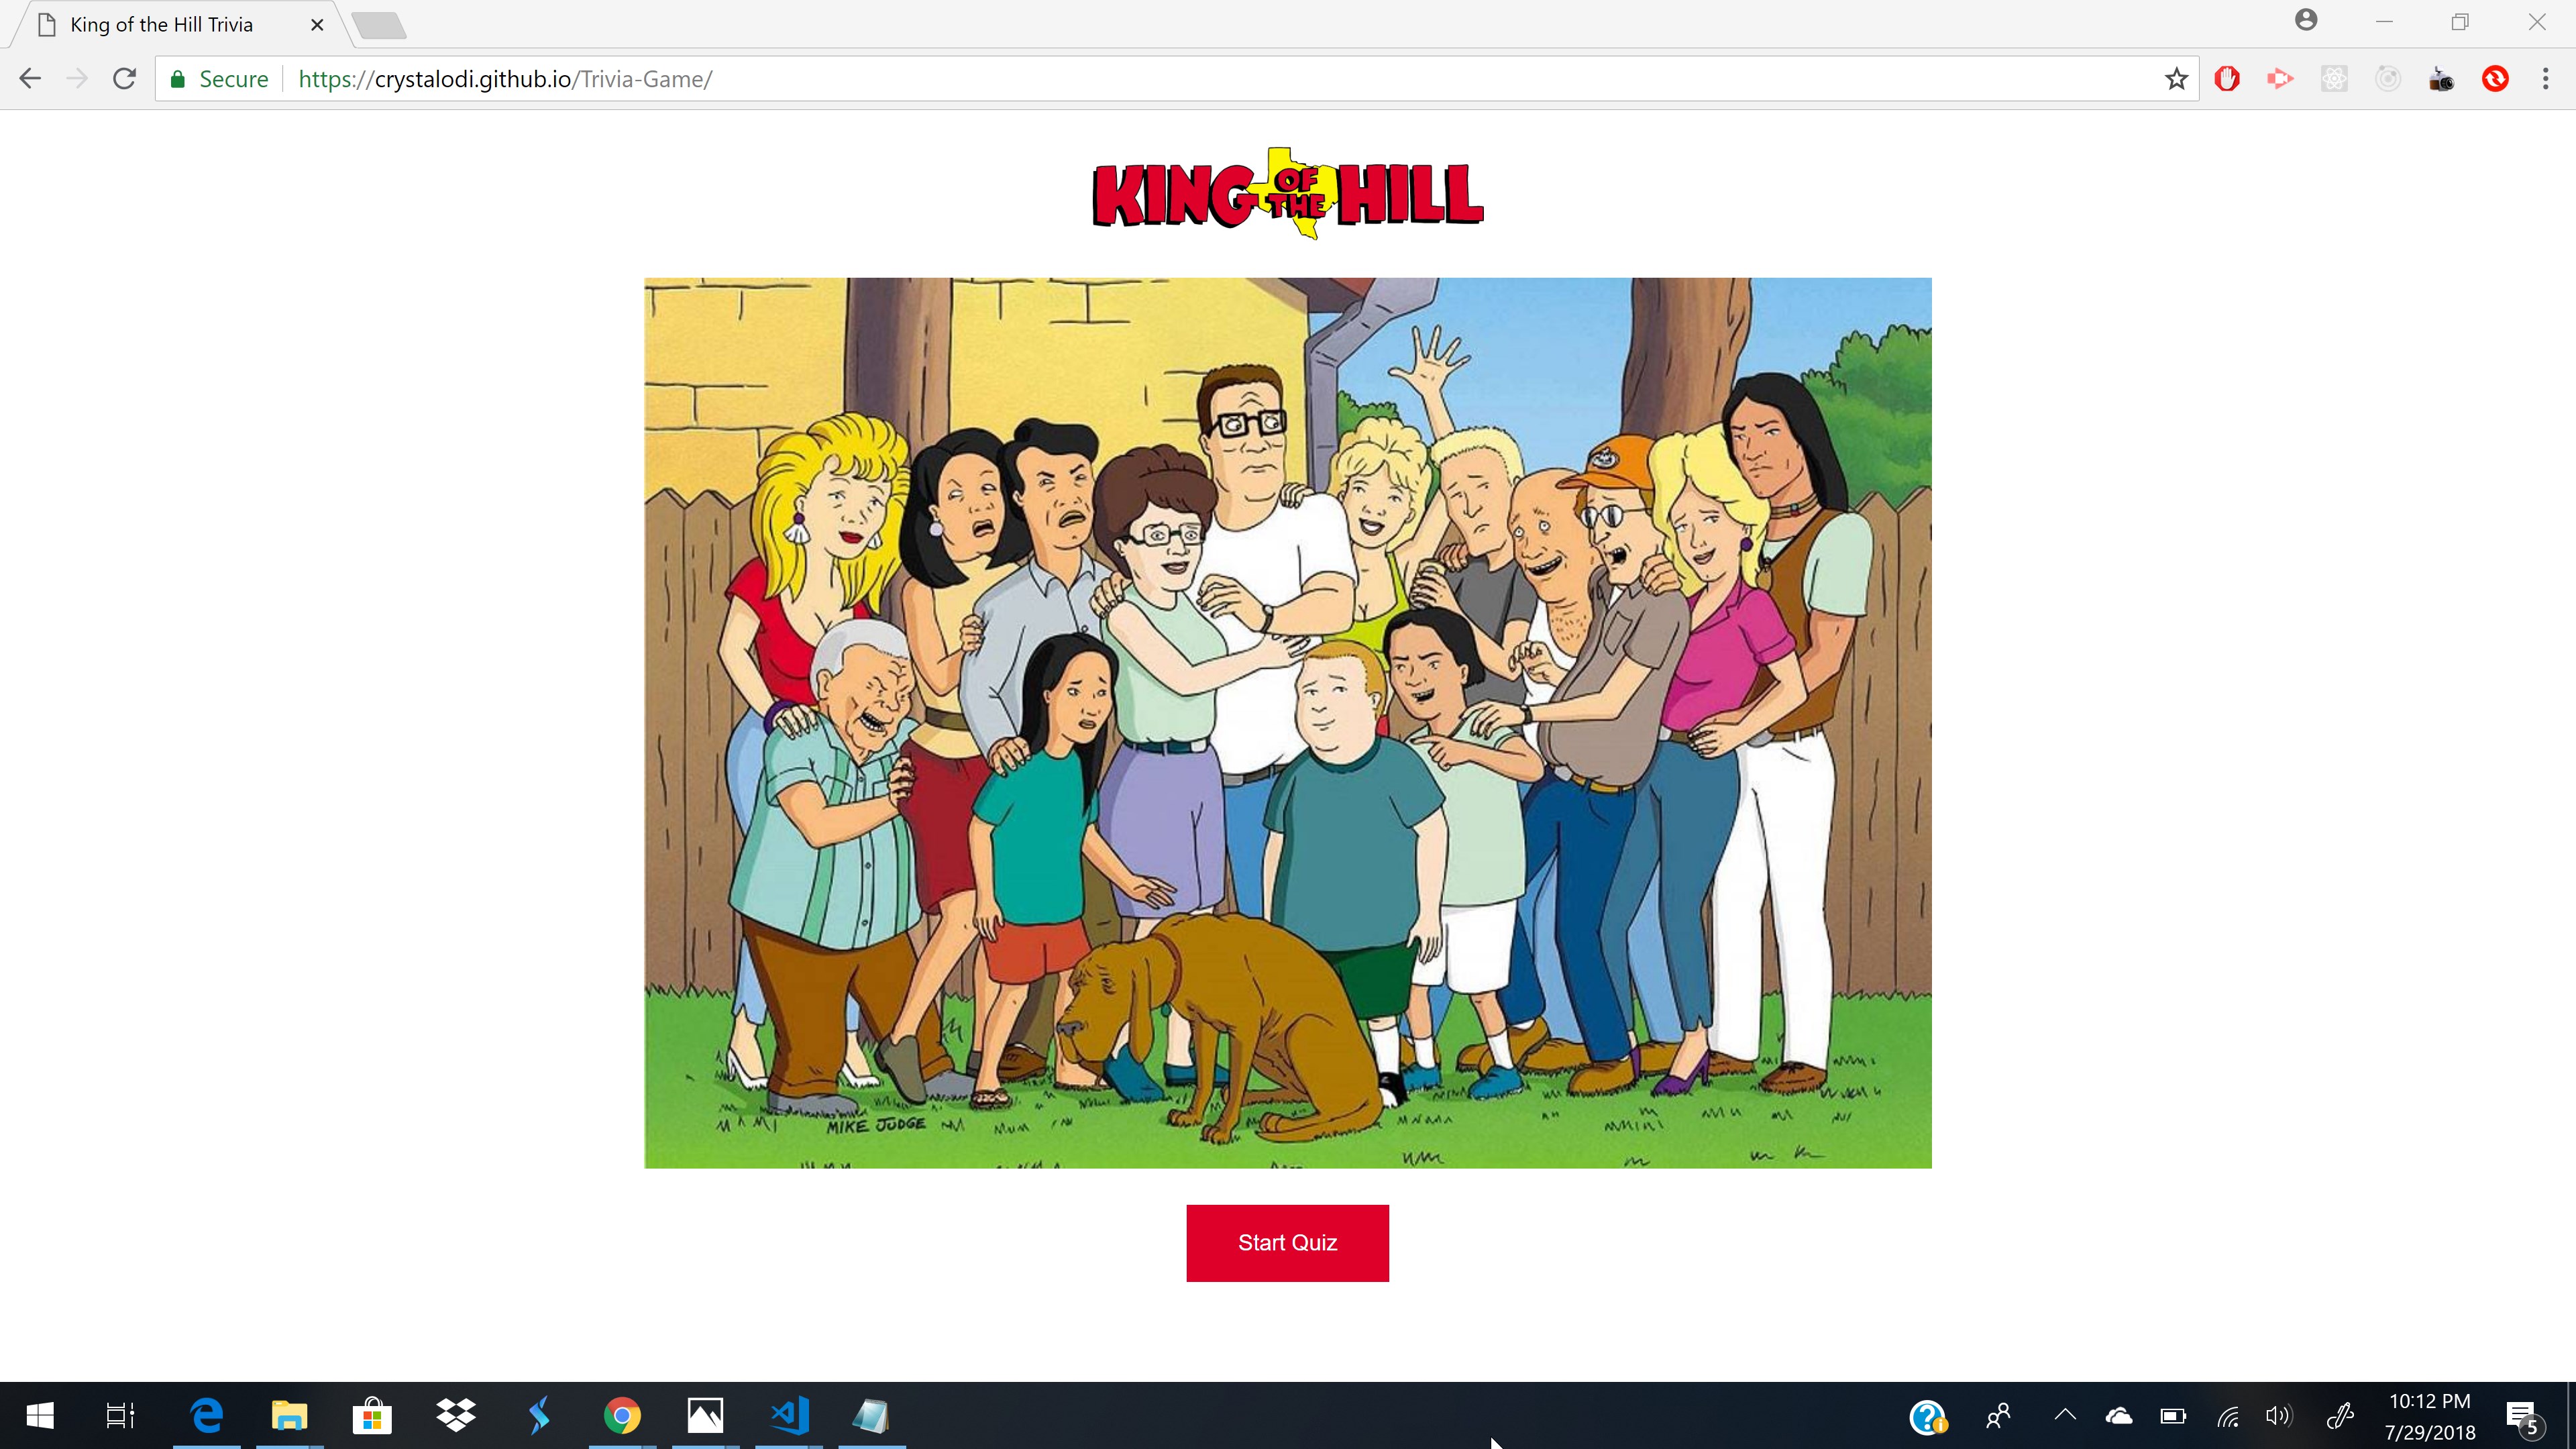 King of the Hill Trivia
Secure https://crystalodi.github.io/Trivia-Game/
KING OF THE HILL
MIKE JUDGE
Start Quiz
10:12 PM
7/29/2018
5